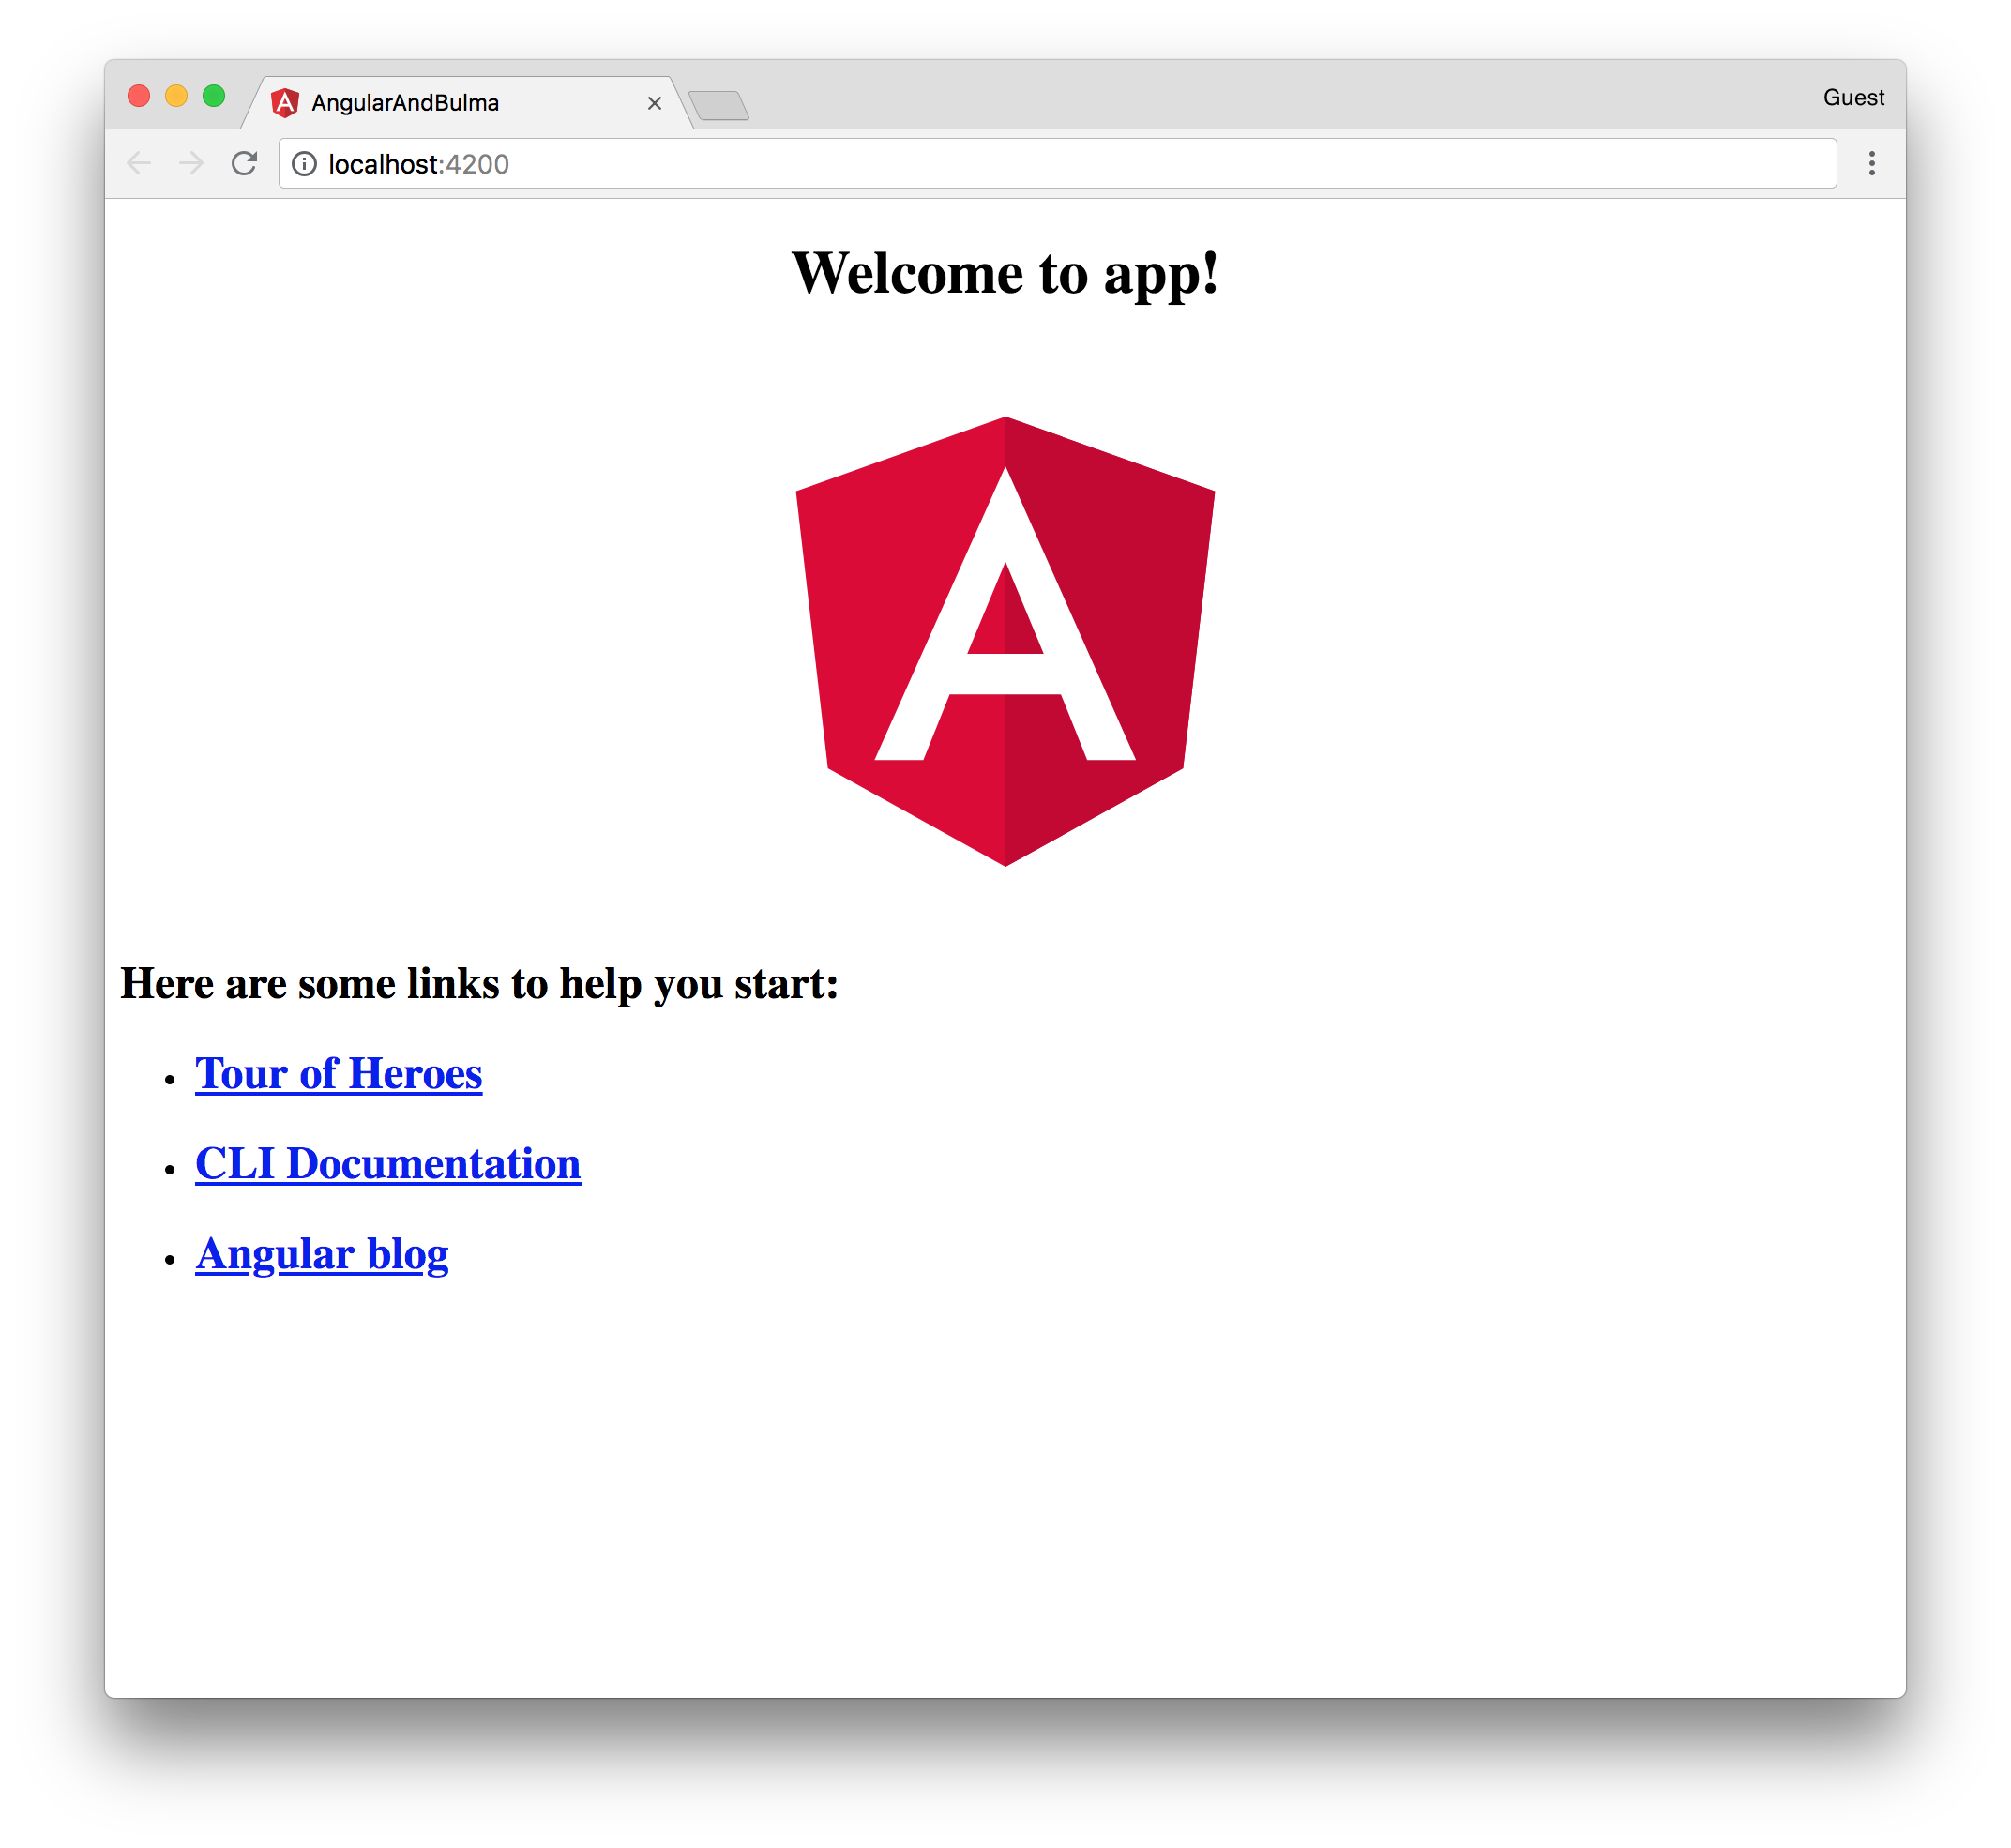 AngularAndBulma
Guest
localhost:4200
Welcome to app!
A
Here are some links to help you start:
Tour of Heroes
CLI Documentation
Angular blog